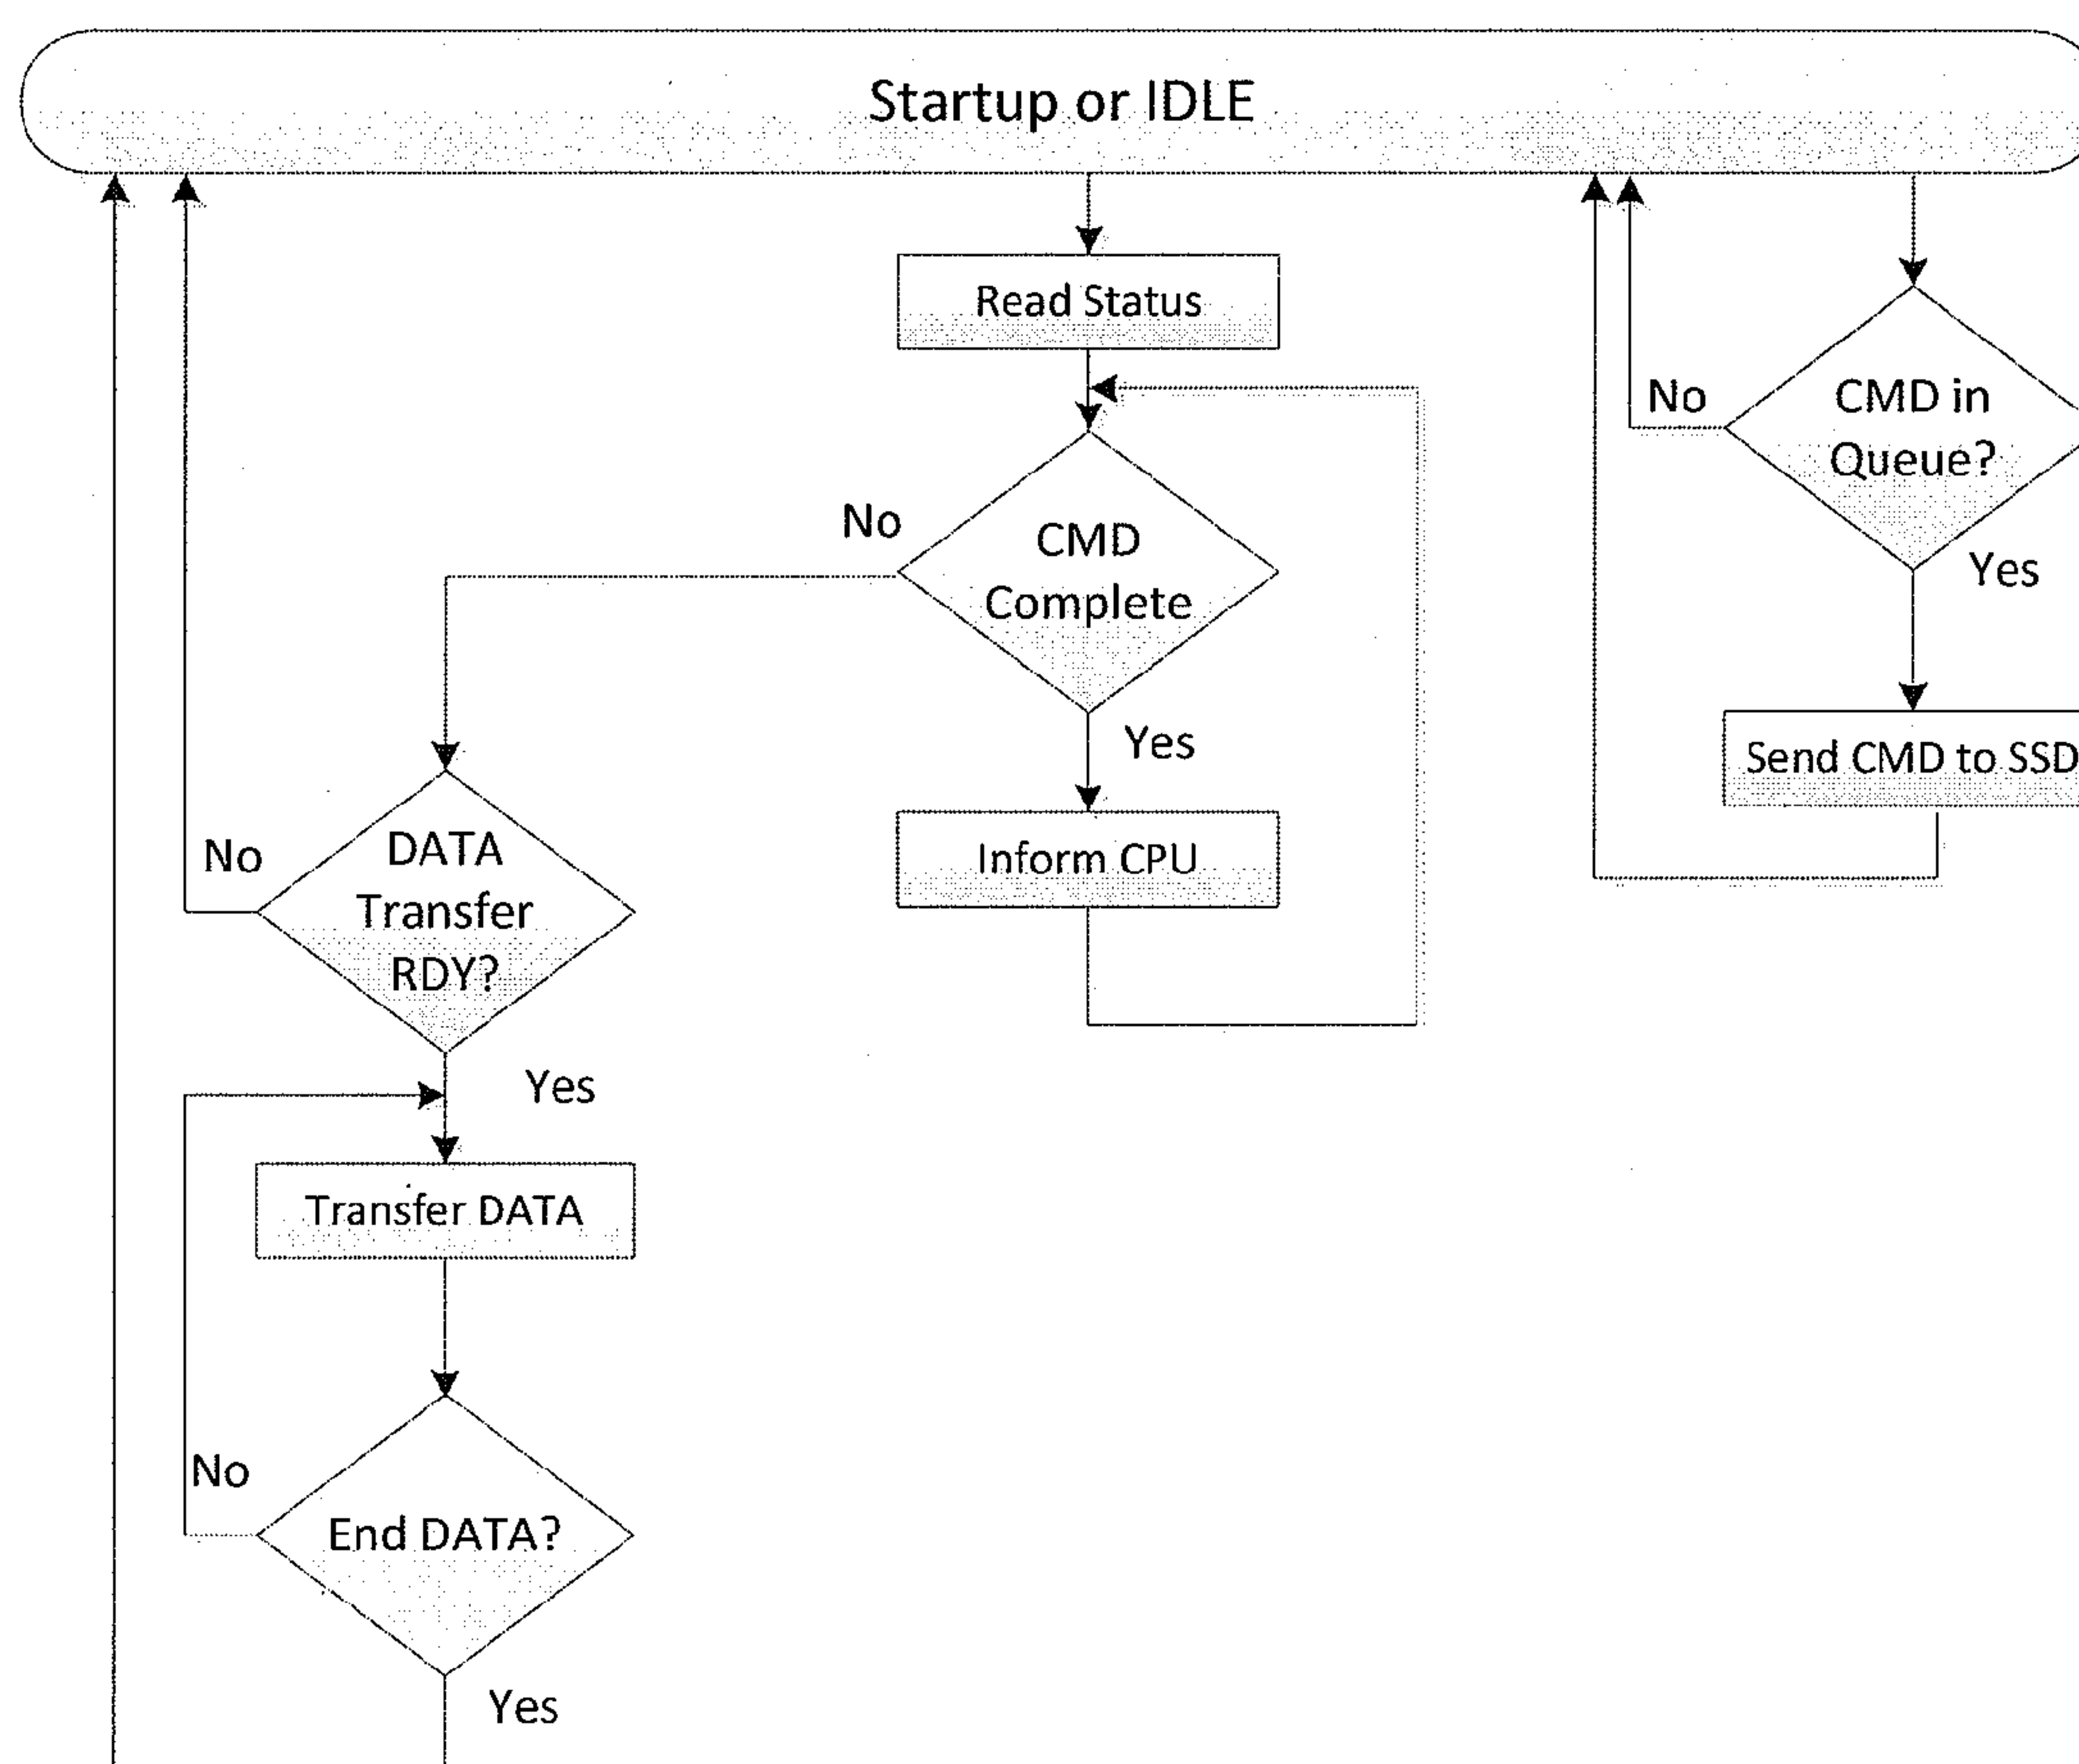 Startup or IDLE
Read Status
No
CMD in
Queue?
Yes
Send CMD to SSD
No
CMD
Complete
Yes
Inform CPU
No
DATA
Transfer
RDY?
Yes
Transfer DATA
No
End DATA?
Yes